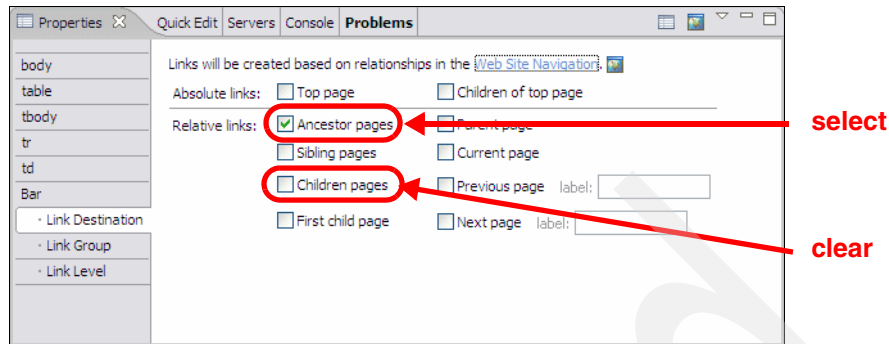 Properties Quick Edit Servers Console Problems
body
table
tbody
tr
td
Bar
· Link Destination
· Link Group
· Link Level
Links will be created based on relationships in the Web Site Navigation.
Absolute links: Top page Children of top page
Relative links: Ancestor pages Parent page
Sibling pages Current page
Children pages Previous page label:
First child page Next page label:
select
clear